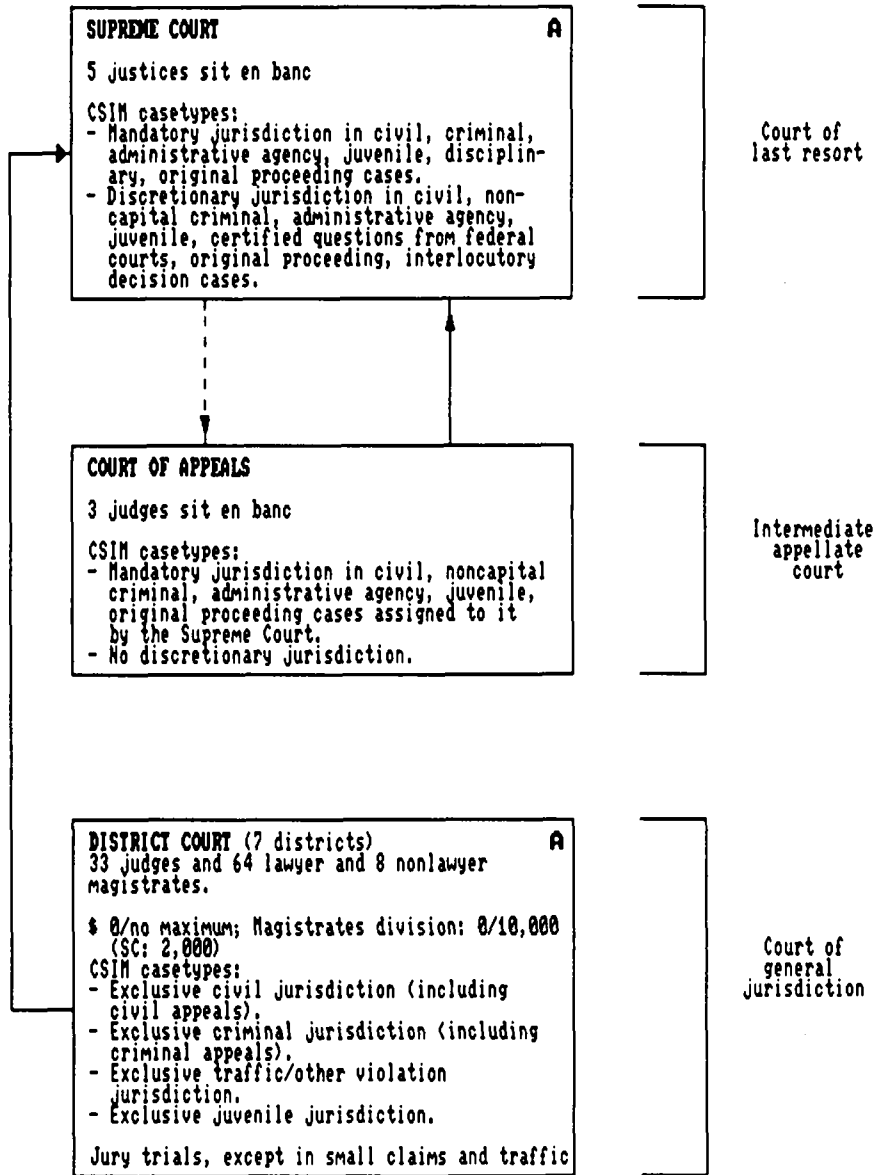 SUPREME COURT A
5 justices sit en banc
CSIM casetypes:
- Mandatory jurisdiction in civil, criminal,
administrative agency, juvenile, disciplin-
ary, original proceeding cases.
- Discretionary jurisdiction in civil, non-
capital criminal, administrative agency,
juvenile, certified questions from federal
courts, original proceeding, interlocutory
decision cases.
Court of
last resort
COURT OF APPEALS
3 judges sit en banc
CSIM casetypes:
- Mandatory jurisdiction in civil, noncapital
criminal, administrative agency, juvenile,
original proceeding cases assigned to it
by the Supreme Court.
- No discretionary jurisdiction.
Intermediate
appellate
court
DISTRICT COURT (7 districts) A
33 judges and 64 lawyer and 8 nonlawyer
magistrates.
$ 0/no maximum; Magistrates division: 0/10,000
(SC: 2,000)
CSIM casetypes:
- Exclusive civil jurisdiction (including
civil appeals).
- Exclusive criminal jurisdiction (including
criminal appeals).
- Exclusive traffic/other violation
jurisdiction.
- Exclusive juvenile jurisdiction.
Jury trials, except in small claims and traffic
Court of
general
jurisdiction